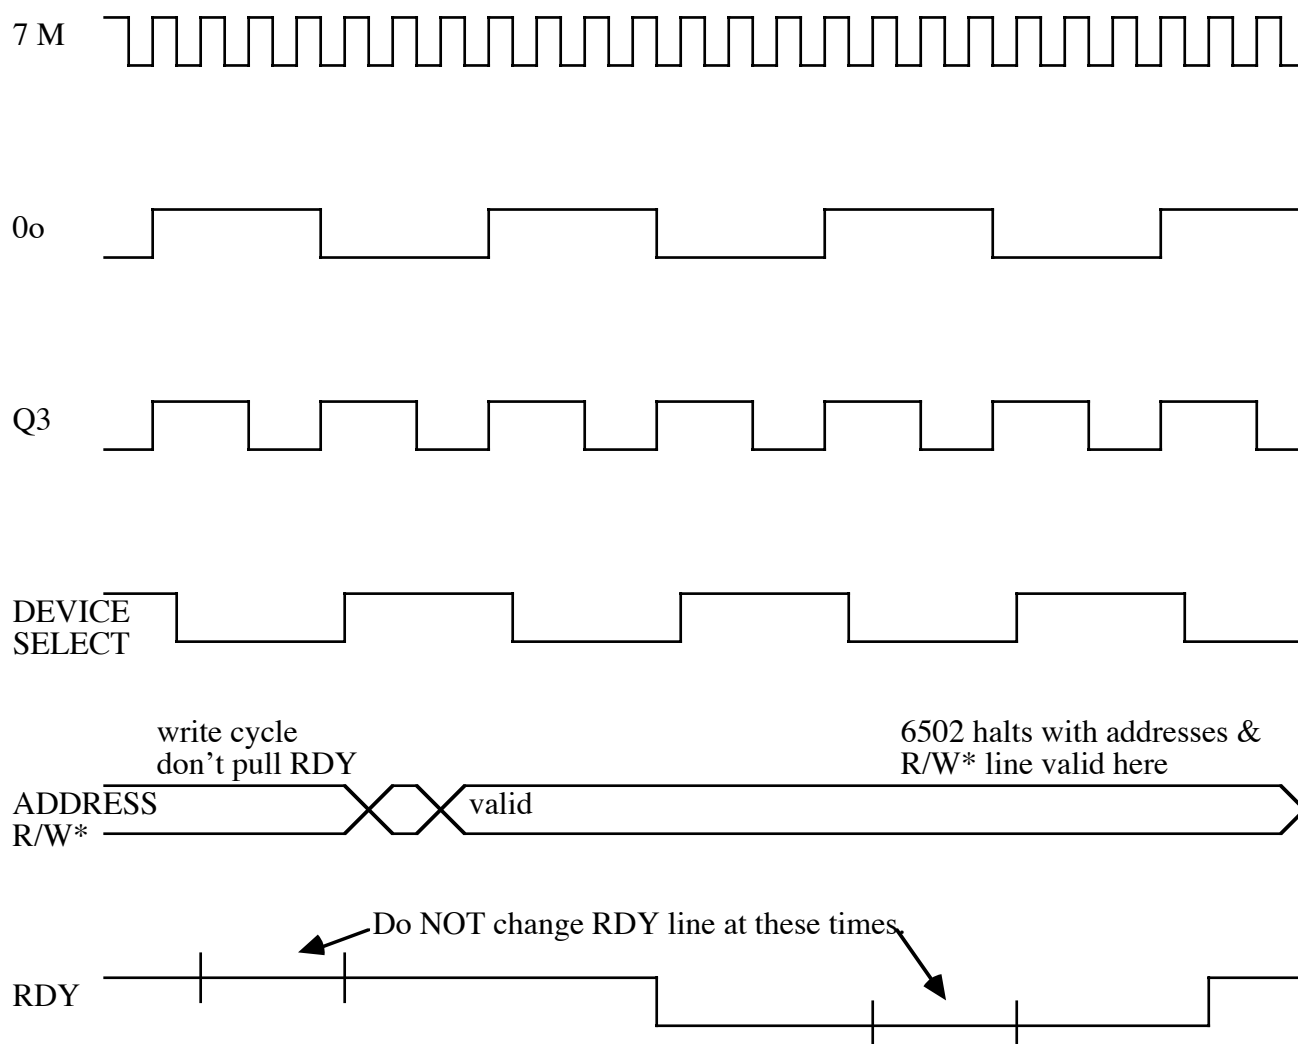 7 M
0o
Q3
DEVICE
SELECT
write cycle
don't pull RDY
6502 halts with addresses &
R/W* line valid here
ADDRESS
R/W*
valid
Do NOT change RDY line at these times.
RDY